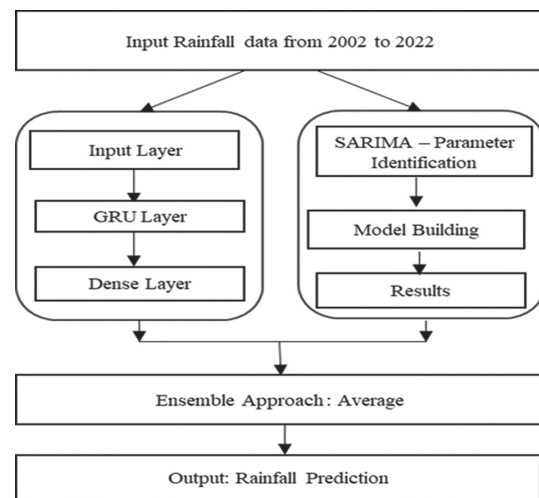 Input Rainfall data from 2002 to 2022
Input Layer
GRU Layer
Dense Layer
SARIMA – Parameter
Identification
Model Building
Results
Ensemble Approach : Average
Output: Rainfall Prediction